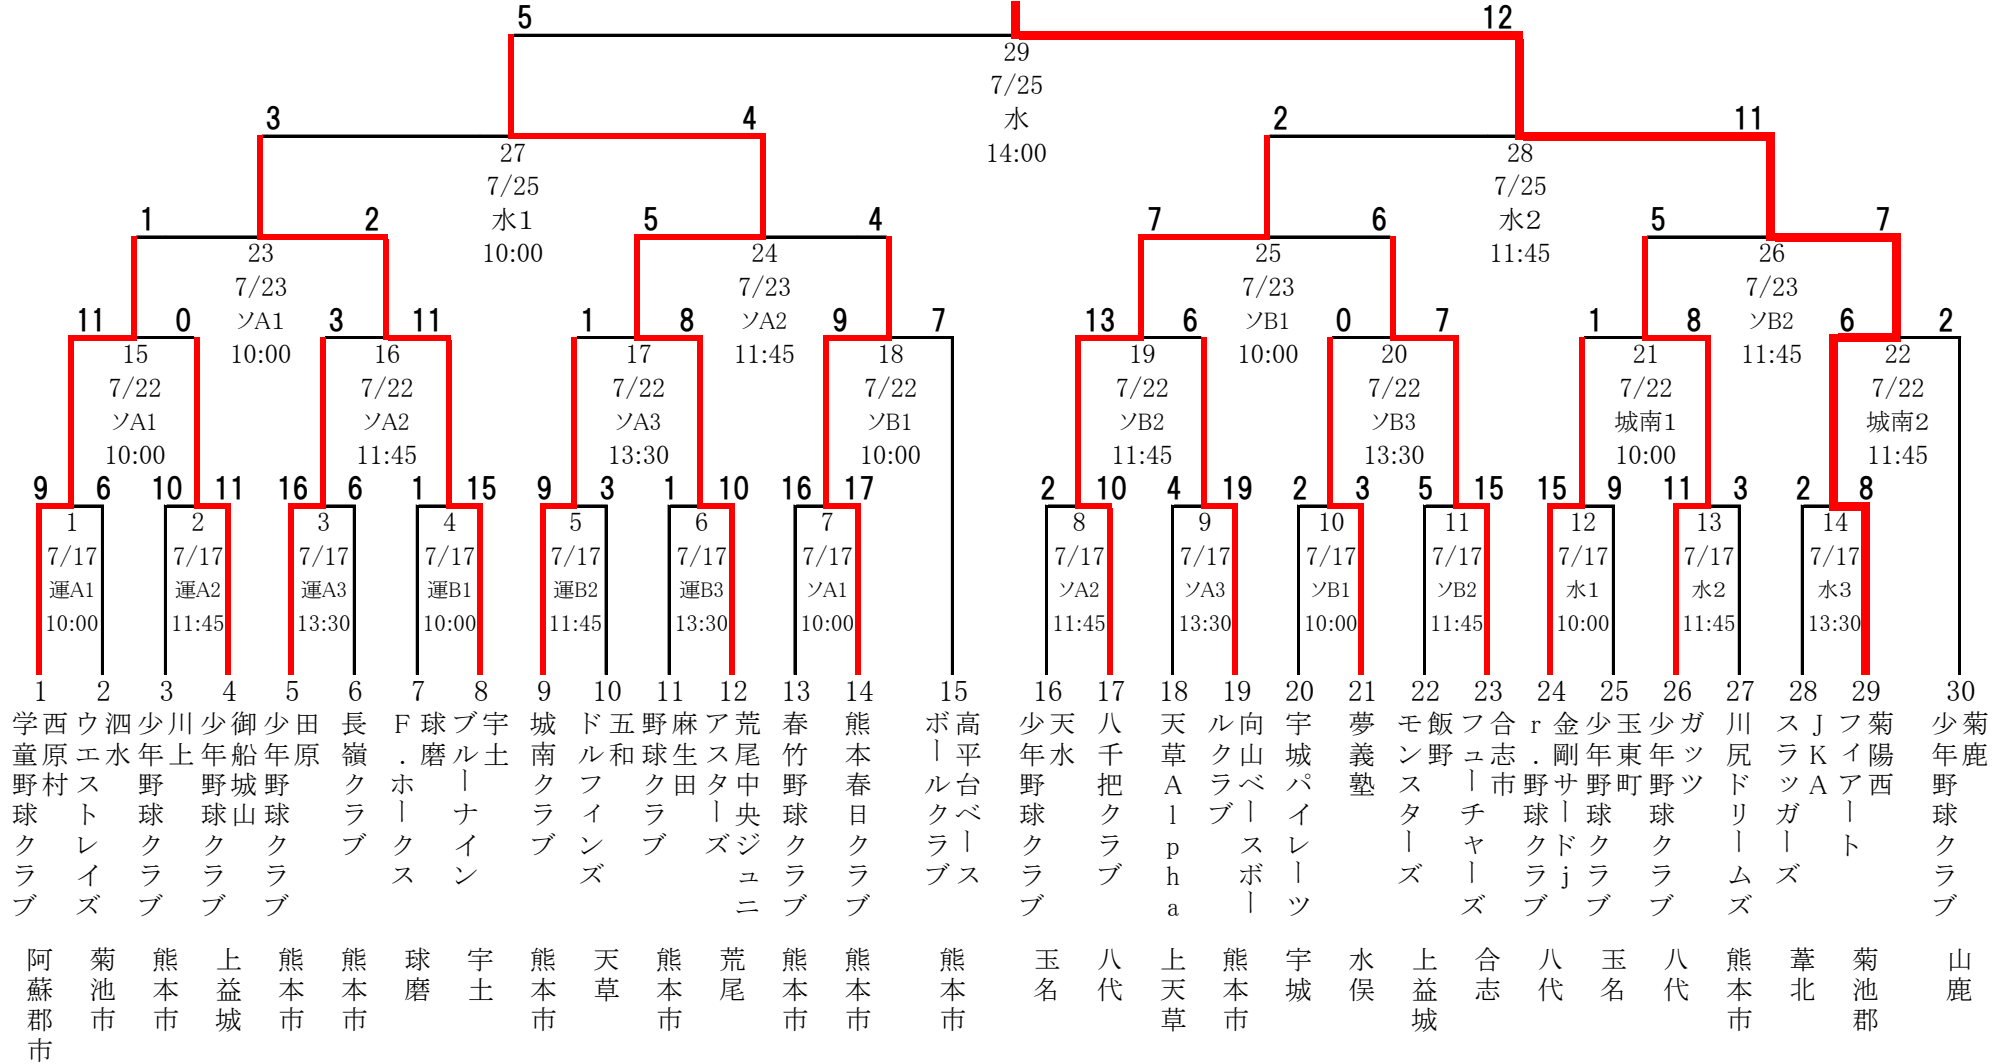 5 12
29
7/25
水
14:00
3 4 2 11
27 28
7/25 7/25
水1 水2
10:00 11:45
1 2 5 4 7 6 5 7
23 24 25 26
7/23 7/23 7/23 7/23
ソA1 ソA2 ソB1 ソB2
10:00 11:45 10:00 11:45
11 0 3 11 1 8 9 7 13 6 0 7 1 8 6 2
15 16 17 18 19 20 21 22
7/22 7/22 7/22 7/22 7/22 7/22 7/22 7/22
ソA1 ソA2 ソA3 ソB1 ソB2 ソB3 城南1 城南2
10:00 11:45 13:30 10:00 11:45 13:30 10:00 11:45
9 6 10 11 16 6 1 15 9 3 1 10 16 17 2 10 4 19 2 3 5 15 15 9 11 3 2 8
1 2 3 4 5 6 7 8 9 10 11 12 13 14
7/17 7/17 7/17 7/17 7/17 7/17 7/17 7/17 7/17 7/17 7/17 7/17 7/17 7/17
運A1 運A2 運A3 運B1 運B2 運B3 ソA1 ソA2 ソA3 ソB1 ソB2 水1 水2 水3
10:00 11:45 13:30 10:00 11:45 13:30 10:00 11:45 13:30 10:00 11:45 10:00 11:45 13:30
1 2 3 4 5 6 7 8 9 10 11 12 13 14 15 16 17 18 19 20 21 22 23 24 25 26 27 28 29 30
西原村
学童野球クラブ
泗水
ウエストレイズ
川上
少年野球クラブ
御船城山
少年野球クラブ
田原
少年野球クラブ
長嶺クラブ
球磨
F.ホークス
宇土
ブルーナイン
城南クラブ
五和
ドルフィンズ
麻生田
野球クラブ
荒尾中央ジュニ
アスターズ
春竹野球クラブ
熊本春日クラブ
高平台ベース
ボールクラブ
天水
少年野球クラブ
八千把クラブ
天草Alpha
向山ベースボー
ルクラブ
宇城パイレーツ
夢義塾
飯野
モンスターズ
合志市
フューチャーズ
金剛サードj
r.野球クラブ
玉東町
少年野球クラブ
ガッツ
少年野球クラブ
川尻ドリームズ
JKA
スラッガーズ
菊陽西
フィアート
菊鹿
少年野球クラブ
阿蘇郡市
菊池市
熊本市
上益城
熊本市
熊本市
球磨
宇土
熊本市
天草
熊本市
荒尾
熊本市
熊本市
熊本市
玉名
八代
上天草
熊本市
宇城
水俣
上益城
合志
八代
玉名
八代
熊本市
葦北
菊池郡
山鹿